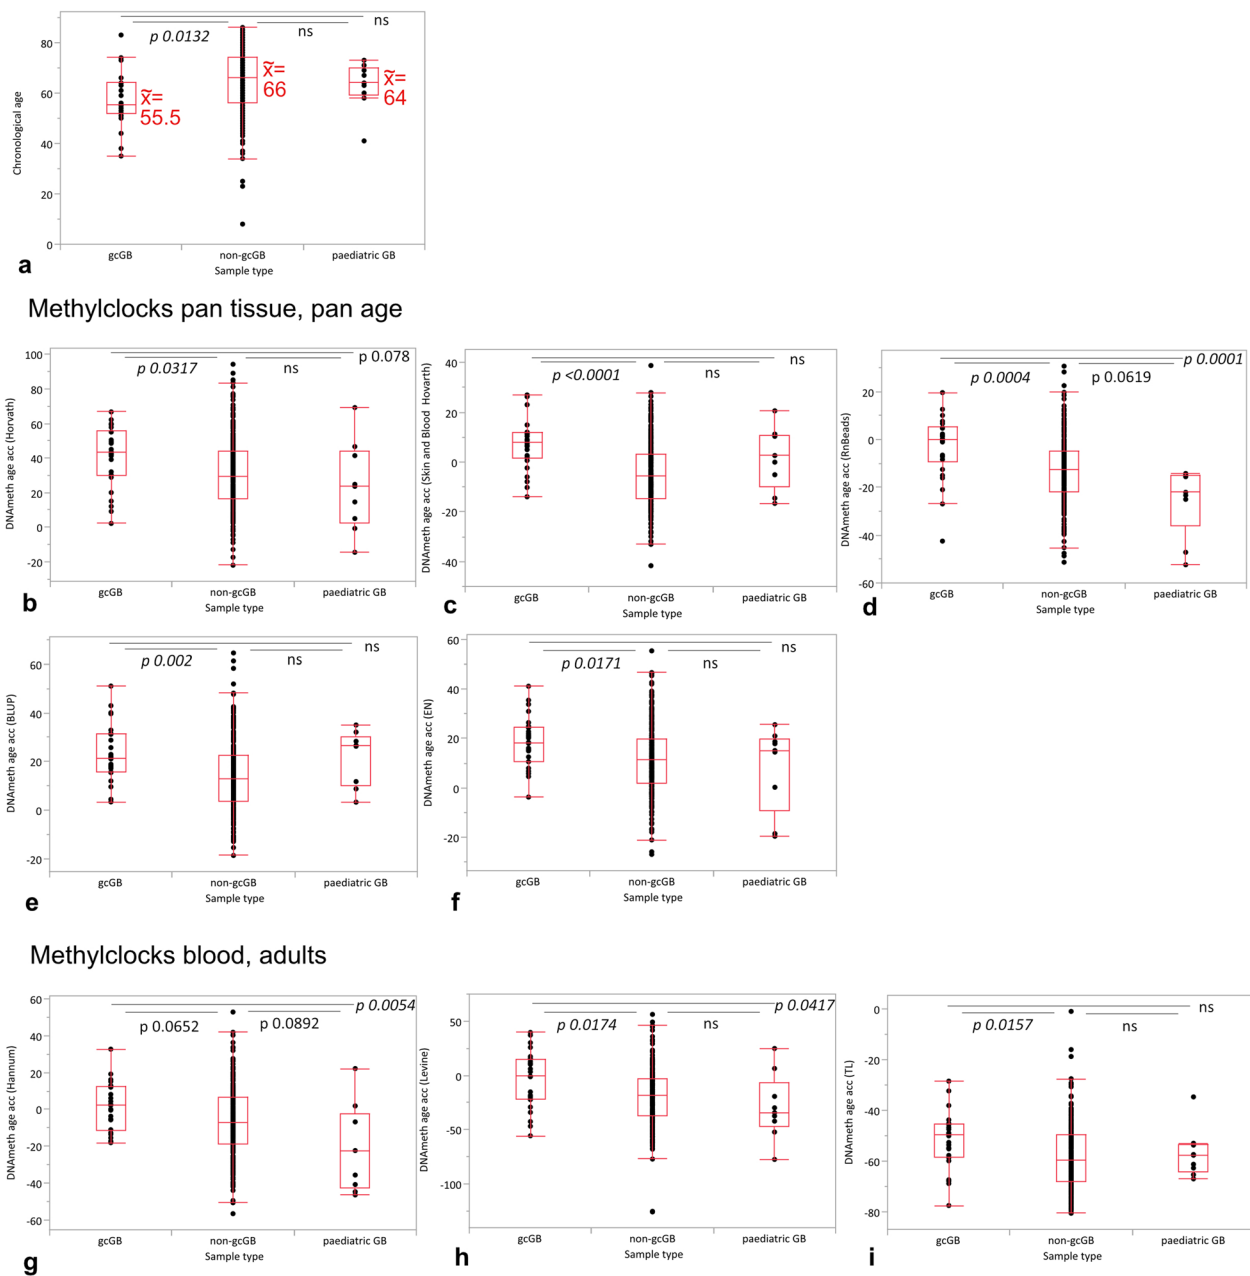 ns
p 0.0132
ns
80
60
40
20
0
Chronological age
x̃=
55.5
x̃=
66
x̃=
64
gcGB
non-gcGB
paediatric GB
Sample type
a
Methylclocks pan tissue, pan age
100
80
60
40
20
0
-20
DNAmeth age acc (Horvath)
p 0.078
p 0.0317
ns
gcGB
non-gcGB
paediatric GB
Sample type
b
40
20
0
-20
-40
DNAmeth age acc (Skin and Blood Hovarth)
ns
p <0.0001
ns
gcGB
non-gcGB
paediatric GB
Sample type
c
20
0
-20
-40
-60
DNAmeth age acc (RnBeads)
p 0.0001
p 0.0004
p 0.0619
gcGB
non-gcGB
paediatric GB
Sample type
d
60
40
20
0
-20
DNAmeth age acc (BLUP)
ns
p 0.002
ns
gcGB
non-gcGB
paediatric GB
Sample type
e
60
40
20
0
-20
DNAmeth age acc (EN)
ns
p 0.0171
ns
gcGB
non-gcGB
paediatric GB
Sample type
f
Methylclocks blood, adults
60
40
20
0
-20
-40
-60
DNAmeth age acc (Hannum)
p 0.0054
p 0.0652
p 0.0892
gcGB
non-gcGB
paediatric GB
Sample type
g
50
0
-50
-100
DNAmeth age acc (Levine)
p 0.0417
p 0.0174
ns
gcGB
non-gcGB
paediatric GB
Sample type
h
0
-20
-40
-60
-80
DNAmeth age acc (TL)
ns
p 0.0157
ns
gcGB
non-gcGB
paediatric GB
Sample type
i